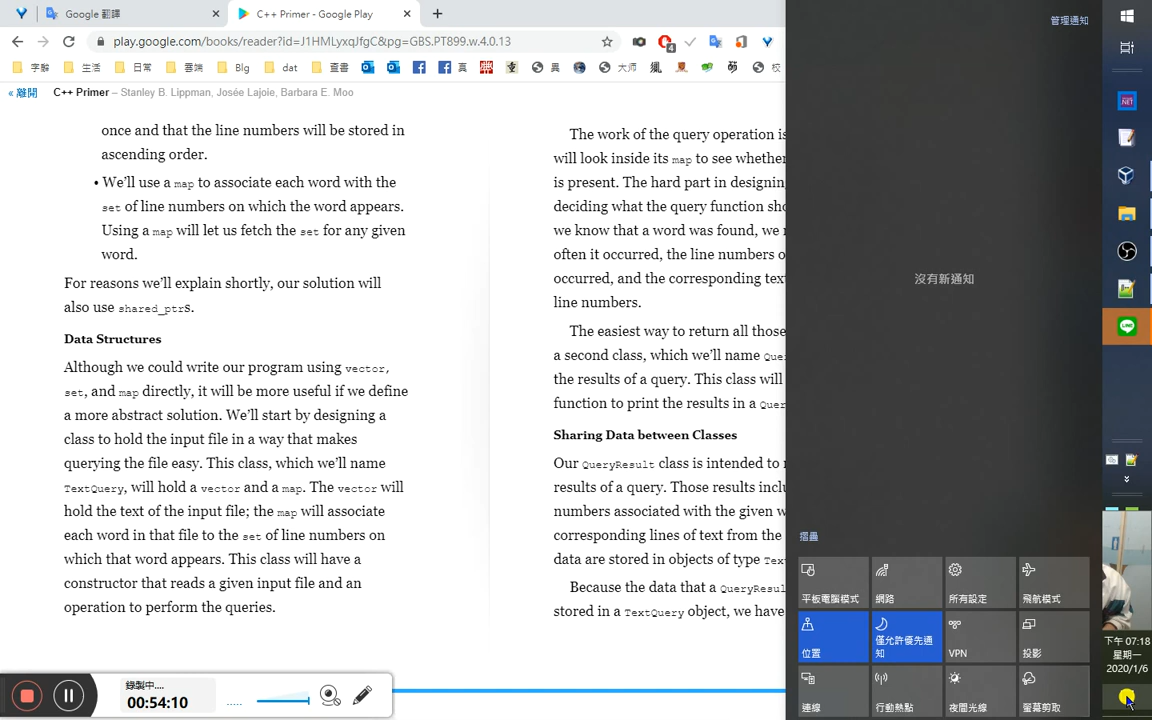 Google 翻譯
C++ Primer - Google Play
play.google.com/books/reader?id=J1HMLyxqJfgC&pg=GBS.PT899.w.4.0.13
4
字辭
生活
日常
雲端
Blg
dat
查書
真
異
大师
校
« 離開
C++ Primer – Stanley B. Lippman, Josée Lajoie, Barbara E. Moo
once and that the line numbers will be stored in
ascending order.
• We'll use a map to associate each word with the
set of line numbers on which the word appears.
Using a map will let us fetch the set for any given
word.
For reasons we'll explain shortly, our solution will
also use shared_ptrs.
Data Structures
Although we could write our program using vector,
set, and map directly, it will be more useful if we define
a more abstract solution. We'll start by designing a
class to hold the input file in a way that makes
querying the file easy. This class, which we'll name
TextQuery, will hold a vector and a map. The vector will
hold the text of the input file; the map will associate
each word in that file to the set of line numbers on
which that word appears. This class will have a
constructor that reads a given input file and an
operation to perform the queries.
The work of the query operation is
will look inside its map to see whether
is present. The hard part in designing
deciding what the query function sho
we know that a word was found, we n
often it occurred, the line numbers o
occurred, and the corresponding text
line numbers.
The easiest way to return all those
a second class, which we'll name Que
the results of a query. This class will
function to print the results in a Que
Sharing Data between Classes
Our QueryResult class is intended to r
results of a query. Those results inclu
numbers associated with the given w
corresponding lines of text from the
data are stored in objects of type Tex
Because the data that a QueryResul
stored in a TextQuery object, we have
管理通知
沒有新通知
摺疊
平板電腦模式
網路
所有設定
飛航模式
位置
僅允許優先通
知
VPN
投影
連線
行動熱點
夜間光線
螢幕剪取
.NET
LINE
下午 07:18
星期一
2020/1/6
錄製中....
00:54:10